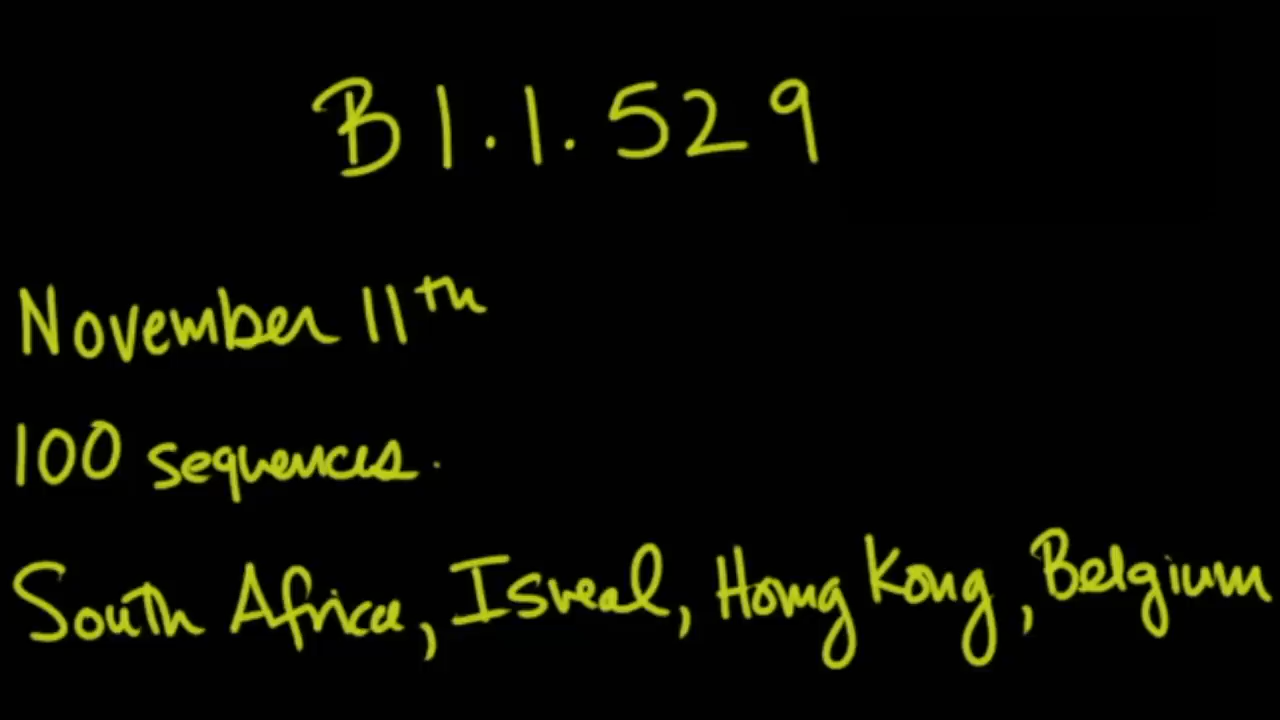 B1.1.529
November 11th
100 sequences.
South Africa, Isreal, Hong Kong, Belgium